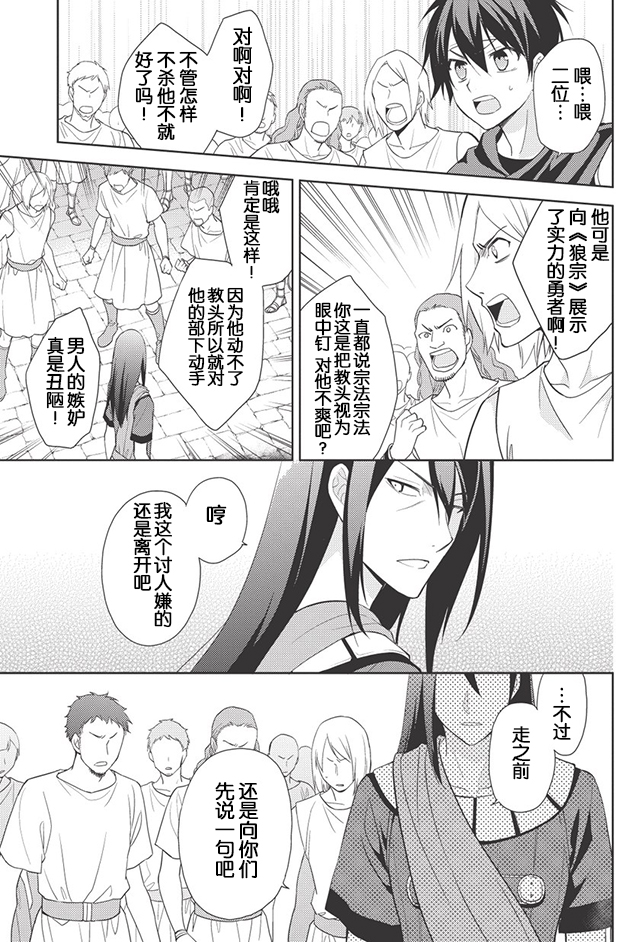 喂…喂
二位…
对啊对啊！
不管怎样
不杀他不就
好了吗！
他可是
向《狼宗》展示
了实力的勇者啊！
一直都说宗法宗法
你这是把教头视为
眼中钉 对他不爽吧？
哦哦
肯定是这样！
因为他动不了
教头所以就对
他的部下动手
男人的嫉妒
真是丑陋！
哼
我这个讨人嫌的
还是离开吧
…不过
走之前
还是向你们
先说一句吧